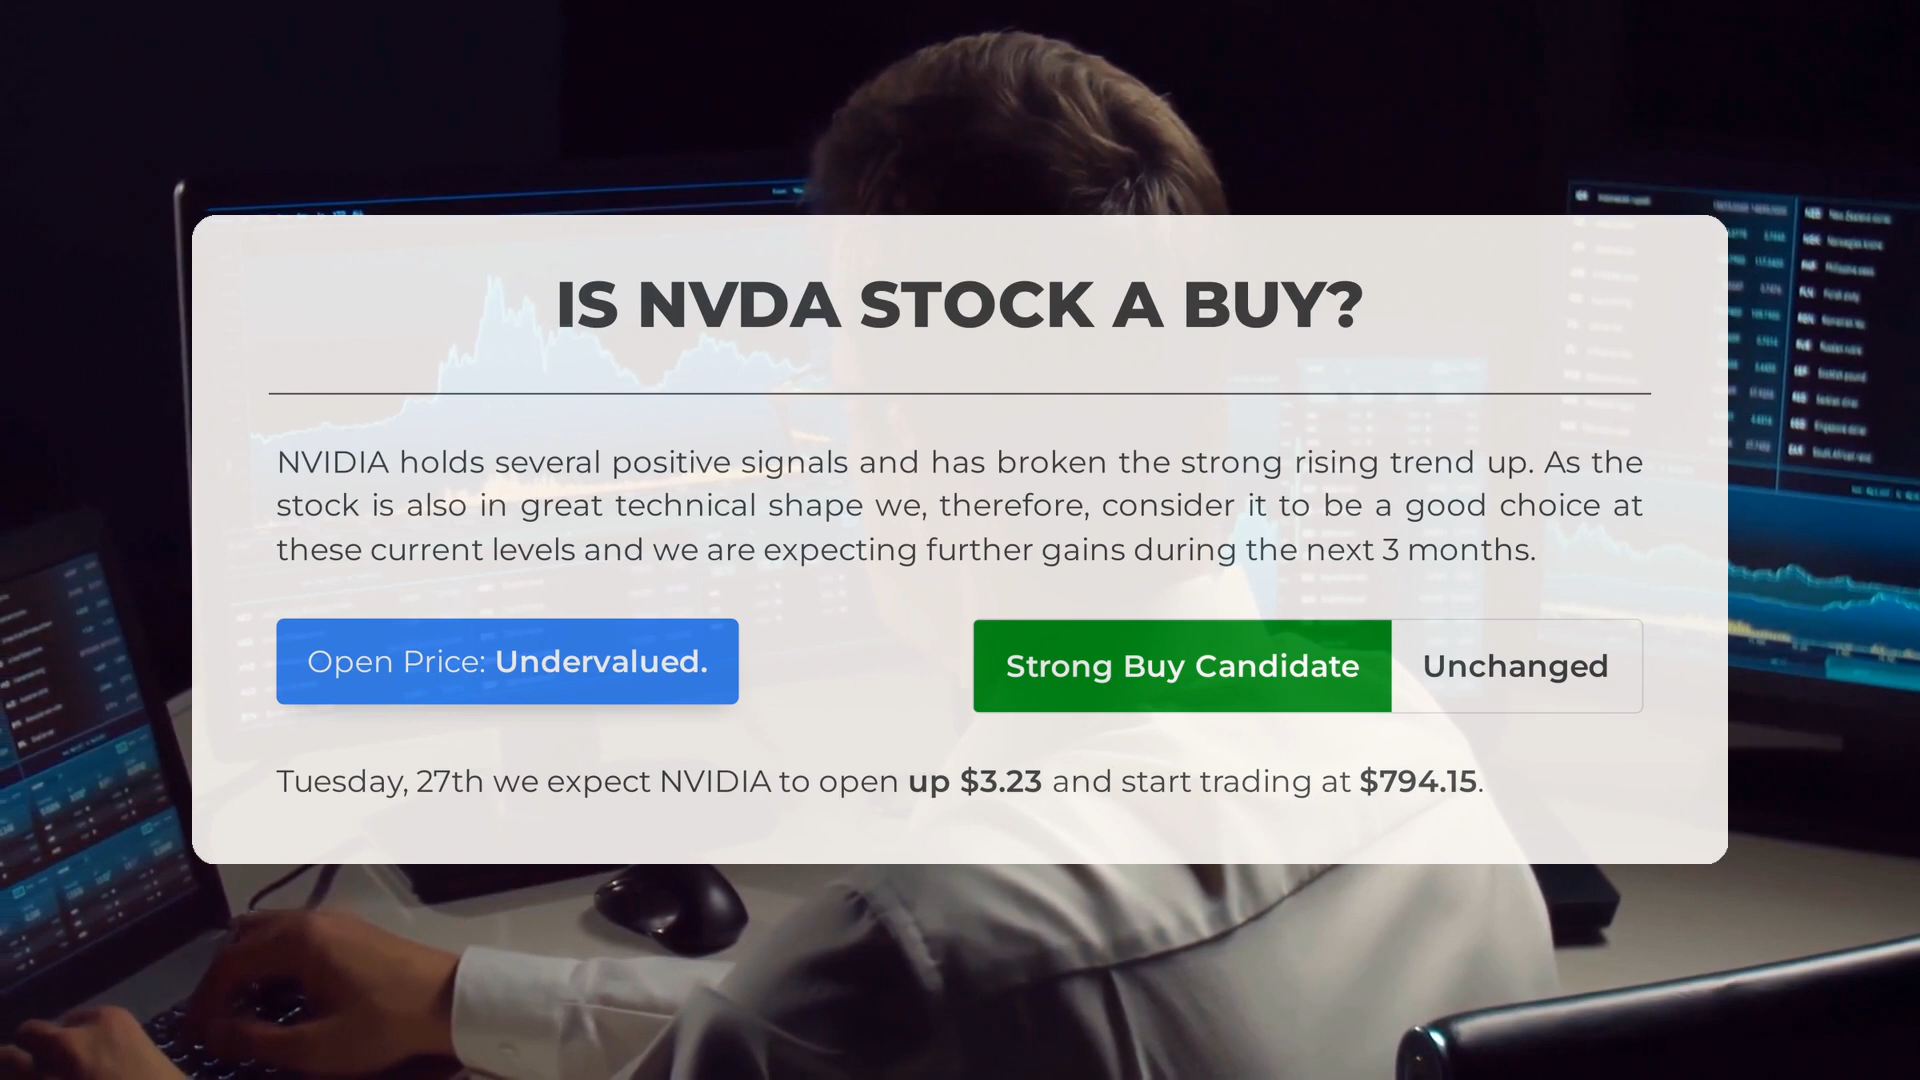 IS NVDA STOCK A BUY?
NVIDIA holds several positive signals and has broken the strong rising trend up. As the
stock is also in great technical shape we, therefore, consider it to be a good choice at
these current levels and we are expecting further gains during the next 3 months.
Open Price: Undervalued.
Strong Buy Candidate Unchanged
Tuesday, 27th we expect NVIDIA to open up $3.23 and start trading at $794.15.